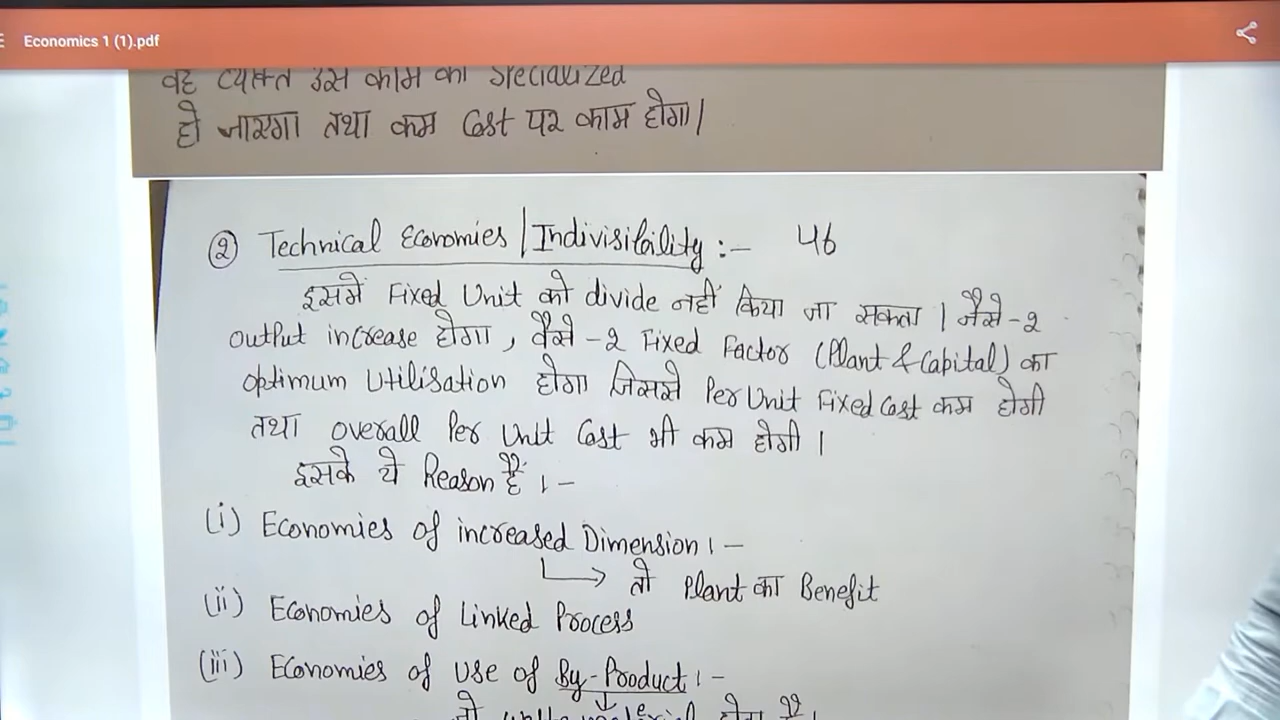 Economics 1 (1).pdf
वह व्यक्ति उस काम का specialized
हो जाएगा तथा कम Cost पर काम होगा।
② Technical Economies / Indivisibility :- 46
इसमें Fixed Unit को divide नहीं किया जा सकता। जैसे-2
output increase होगा, वैसे-2 Fixed Factor (Plant & Capital) का
optimum Utilisation होगा जिससे Per Unit Fixed Cost कम होगी
तथा overall Per Unit Cost भी कम होगी।
इसके ये Reason हैं :-
(i) Economies of increased Dimension :-
तो Plant का Benefit
(ii) Economies of Linked Process
(iii) Economies of use of By-Product :-